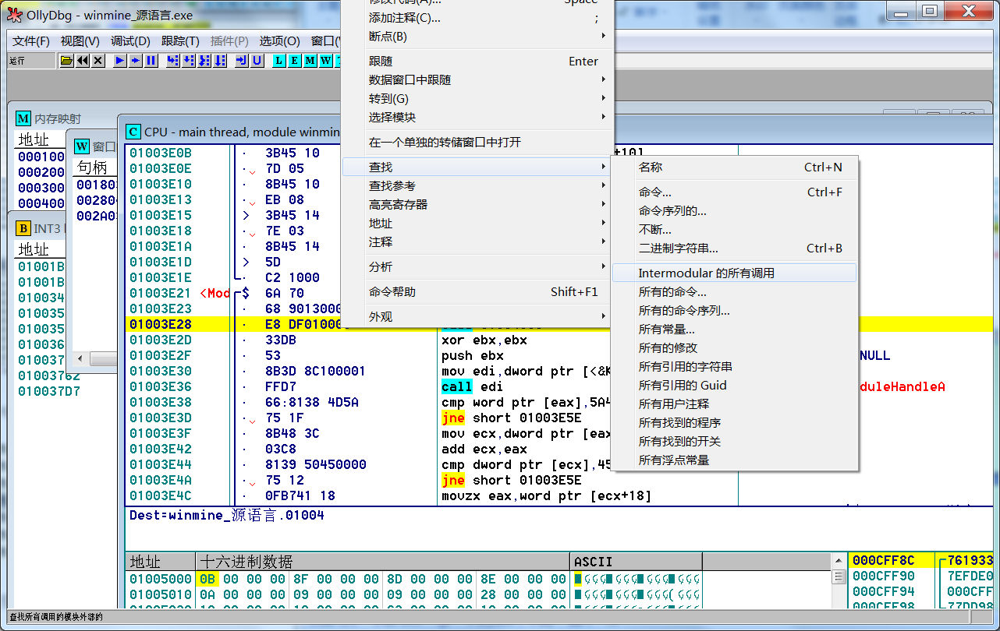 OllyDbg - winmine_源语言.exe
文件(F) 视图(V) 调试(D) 跟踪(T) 插件(P) 选项(O) 窗口(
运行
L E M W
修改代码(A)... Space
添加注释(C)... ;
断点(B)
跟随 Enter
数据窗口中跟随
转到(G)
选择模块
在一个单独的转储窗口中打开
查找
查找参考
高亮寄存器
地址
注释
分析
命令帮助 Shift+F1
外观
名称 Ctrl+N
命令... Ctrl+F
命令序列的...
不断...
二进制字符串... Ctrl+B
Intermodular 的所有调用
所有的命令...
所有的命令序列...
所有常量...
所有的修改
所有引用的字符串
所有引用的 Guid
所有用户注释
所有找到的程序
所有找到的开关
所有浮点常量
M 内存映射
地址
000100
000200
000300
000400
W 窗口
句柄
00180
00280
002A0
B INT3
地址
01001B
01001B
010034
010035
010035
010036
010037
01003762
010037D7
C CPU - main thread, module winmin
01003E0B · 3B45 10 +10]
01003E0E · 7D 05
01003E10 · 8B45 10
01003E13 · EB 08
01003E15 > 3B45 14
01003E18 · 7E 03
01003E1A · 8B45 14
01003E1D > 5D
01003E1E · C2 1000
01003E21 <Mod $ 6A 70
01003E23 · 68 9013000
01003E28 · E8 DF01000
01003E2D · 33DB xor ebx,ebx
01003E2F · 53 push ebx NULL
01003E30 · 8B3D 8C100001 mov edi,dword ptr [<&K
01003E36 · FFD7 call edi duleHandleA
01003E38 · 66:8138 4D5A cmp word ptr [eax],5A4
01003E3D · 75 1F jne short 01003E5E
01003E3F · 8B48 3C mov ecx,dword ptr [eax
01003E42 · 03C8 add ecx,eax
01003E44 · 8139 50450000 cmp dword ptr [ecx],45
01003E4A · 75 12 jne short 01003E5E
01003E4C · 0FB741 18 movzx eax,word ptr [ecx+18]
Dest=winmine_源语言.01004
地址 十六进制数据 ASCII
01005000 0B 00 00 00 8F 00 00 00 8D 00 00 00 8E 00 00 00
01005010 0A 00 00 00 09 00 00 00 09 00 00 00 28 00 00 00
000CFF8C 761933
000CFF90 7EFDE0
000CFF94 000CFF
000CFF98 77DD98
查找所有调用的模块外部的